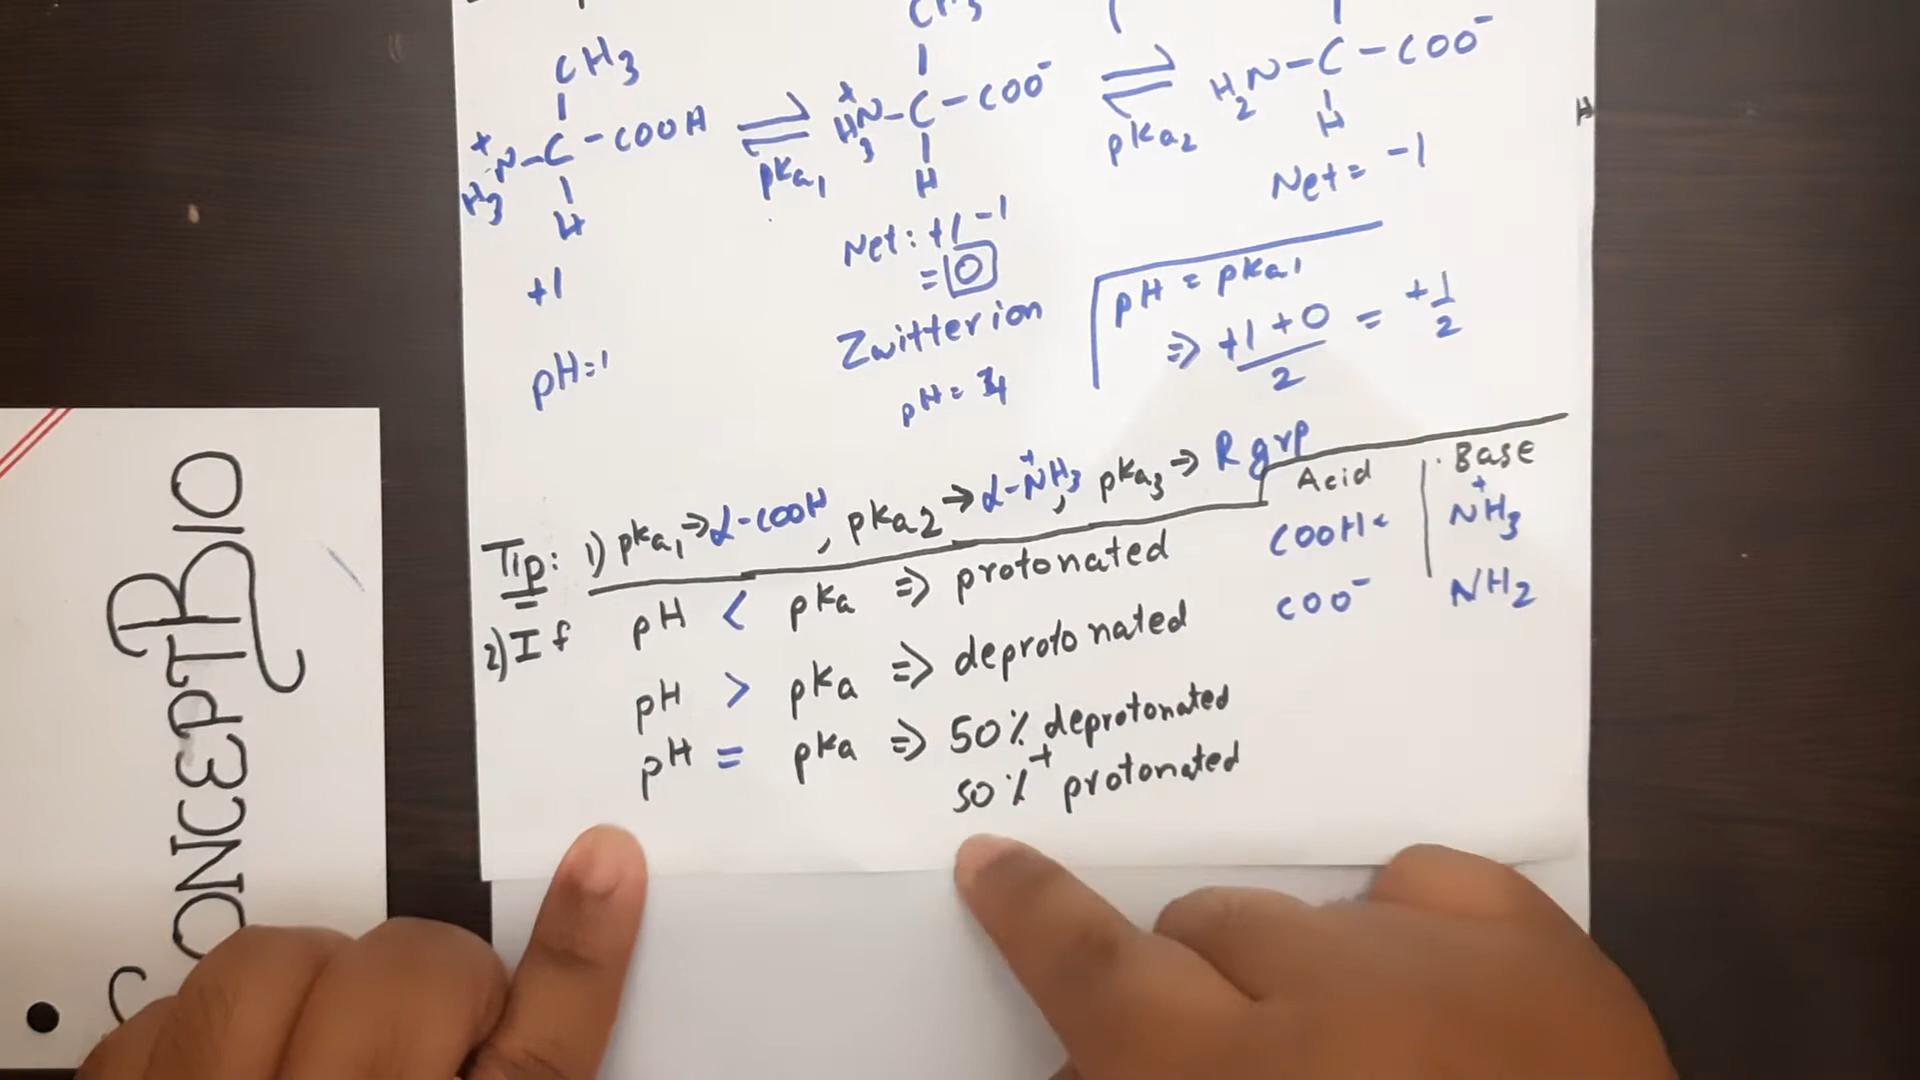 CH3
CH3
H3N⁺-C-COOH
H
⇌
pKa1
H3N⁺-C-COO⁻
H
⇌
pKa2
H2N-C-COO⁻
H
H
+1
pH=1
Net: +1 -1
= 0
Zwitterion
pH=
Net = -1
pH = pKa1
⇒ +1+0/2 = +1/2
Tip: 1) pKa1 → α-COOH, pKa2 → α-NH3⁺, pKa3 → R grp
Acid Base
2) If pH < pKa ⇒ protonated COOH NH3⁺
pH > pKa ⇒ deprotonated COO⁻ NH2
pH = pKa ⇒ 50% deprotonated
+
50% protonated
CONCEPTBIO